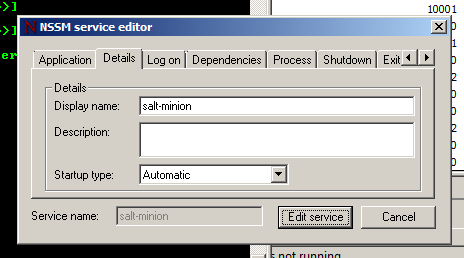 >>]
10001
NSSM service editor
>>]
Application Details Log on Dependencies Process Shutdown Exit
er
Details
Display name: salt-minion
Description:
Startup type: Automatic
Service name: salt-minion Edit service Cancel
s not running